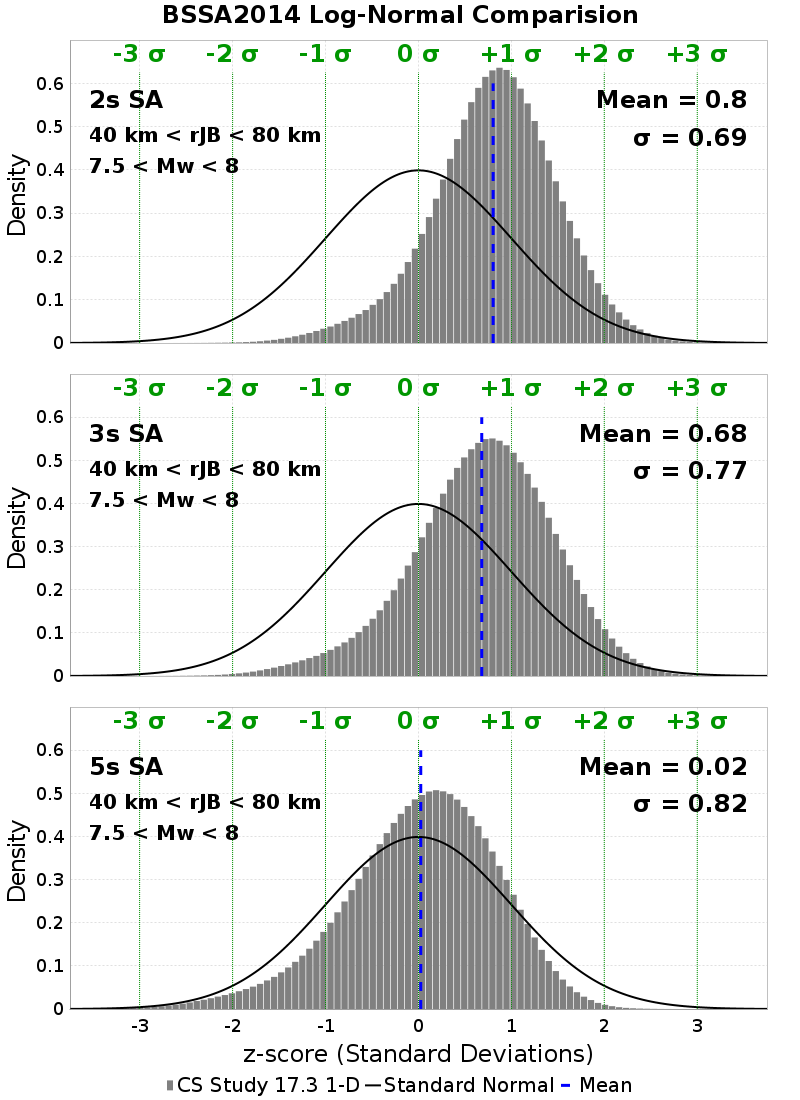 BSSA2014 Log-Normal Comparision
-3 σ -2 σ -1 σ 0 σ +1 σ +2 σ +3 σ
2s SA
Mean = 0.8
40 km < rJB < 80 km
σ = 0.69
7.5 < Mw < 8
Density
0.6
0.5
0.4
0.3
0.2
0.1
0
-3 σ -2 σ -1 σ 0 σ +1 σ +2 σ +3 σ
3s SA
Mean = 0.68
40 km < rJB < 80 km
σ = 0.77
7.5 < Mw < 8
Density
0.6
0.5
0.4
0.3
0.2
0.1
0
-3 σ -2 σ -1 σ 0 σ +1 σ +2 σ +3 σ
5s SA
Mean = 0.02
40 km < rJB < 80 km
σ = 0.82
7.5 < Mw < 8
Density
0.6
0.5
0.4
0.3
0.2
0.1
0
-3 -2 -1 0 1 2 3
z-score (Standard Deviations)
CS Study 17.3 1-D Standard Normal Mean